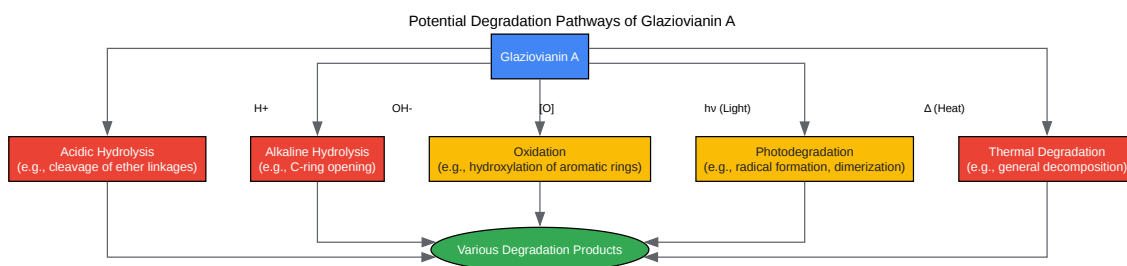 Potential Degradation Pathways of Glaziovianin A
Glaziovianin A
H+
OH-
[O]
hν (Light)
Δ (Heat)
Acidic Hydrolysis
(e.g., cleavage of ether linkages)
Alkaline Hydrolysis
(e.g., C-ring opening)
Oxidation
(e.g., hydroxylation of aromatic rings)
Photodegradation
(e.g., radical formation, dimerization)
Thermal Degradation
(e.g., general decomposition)
Various Degradation Products